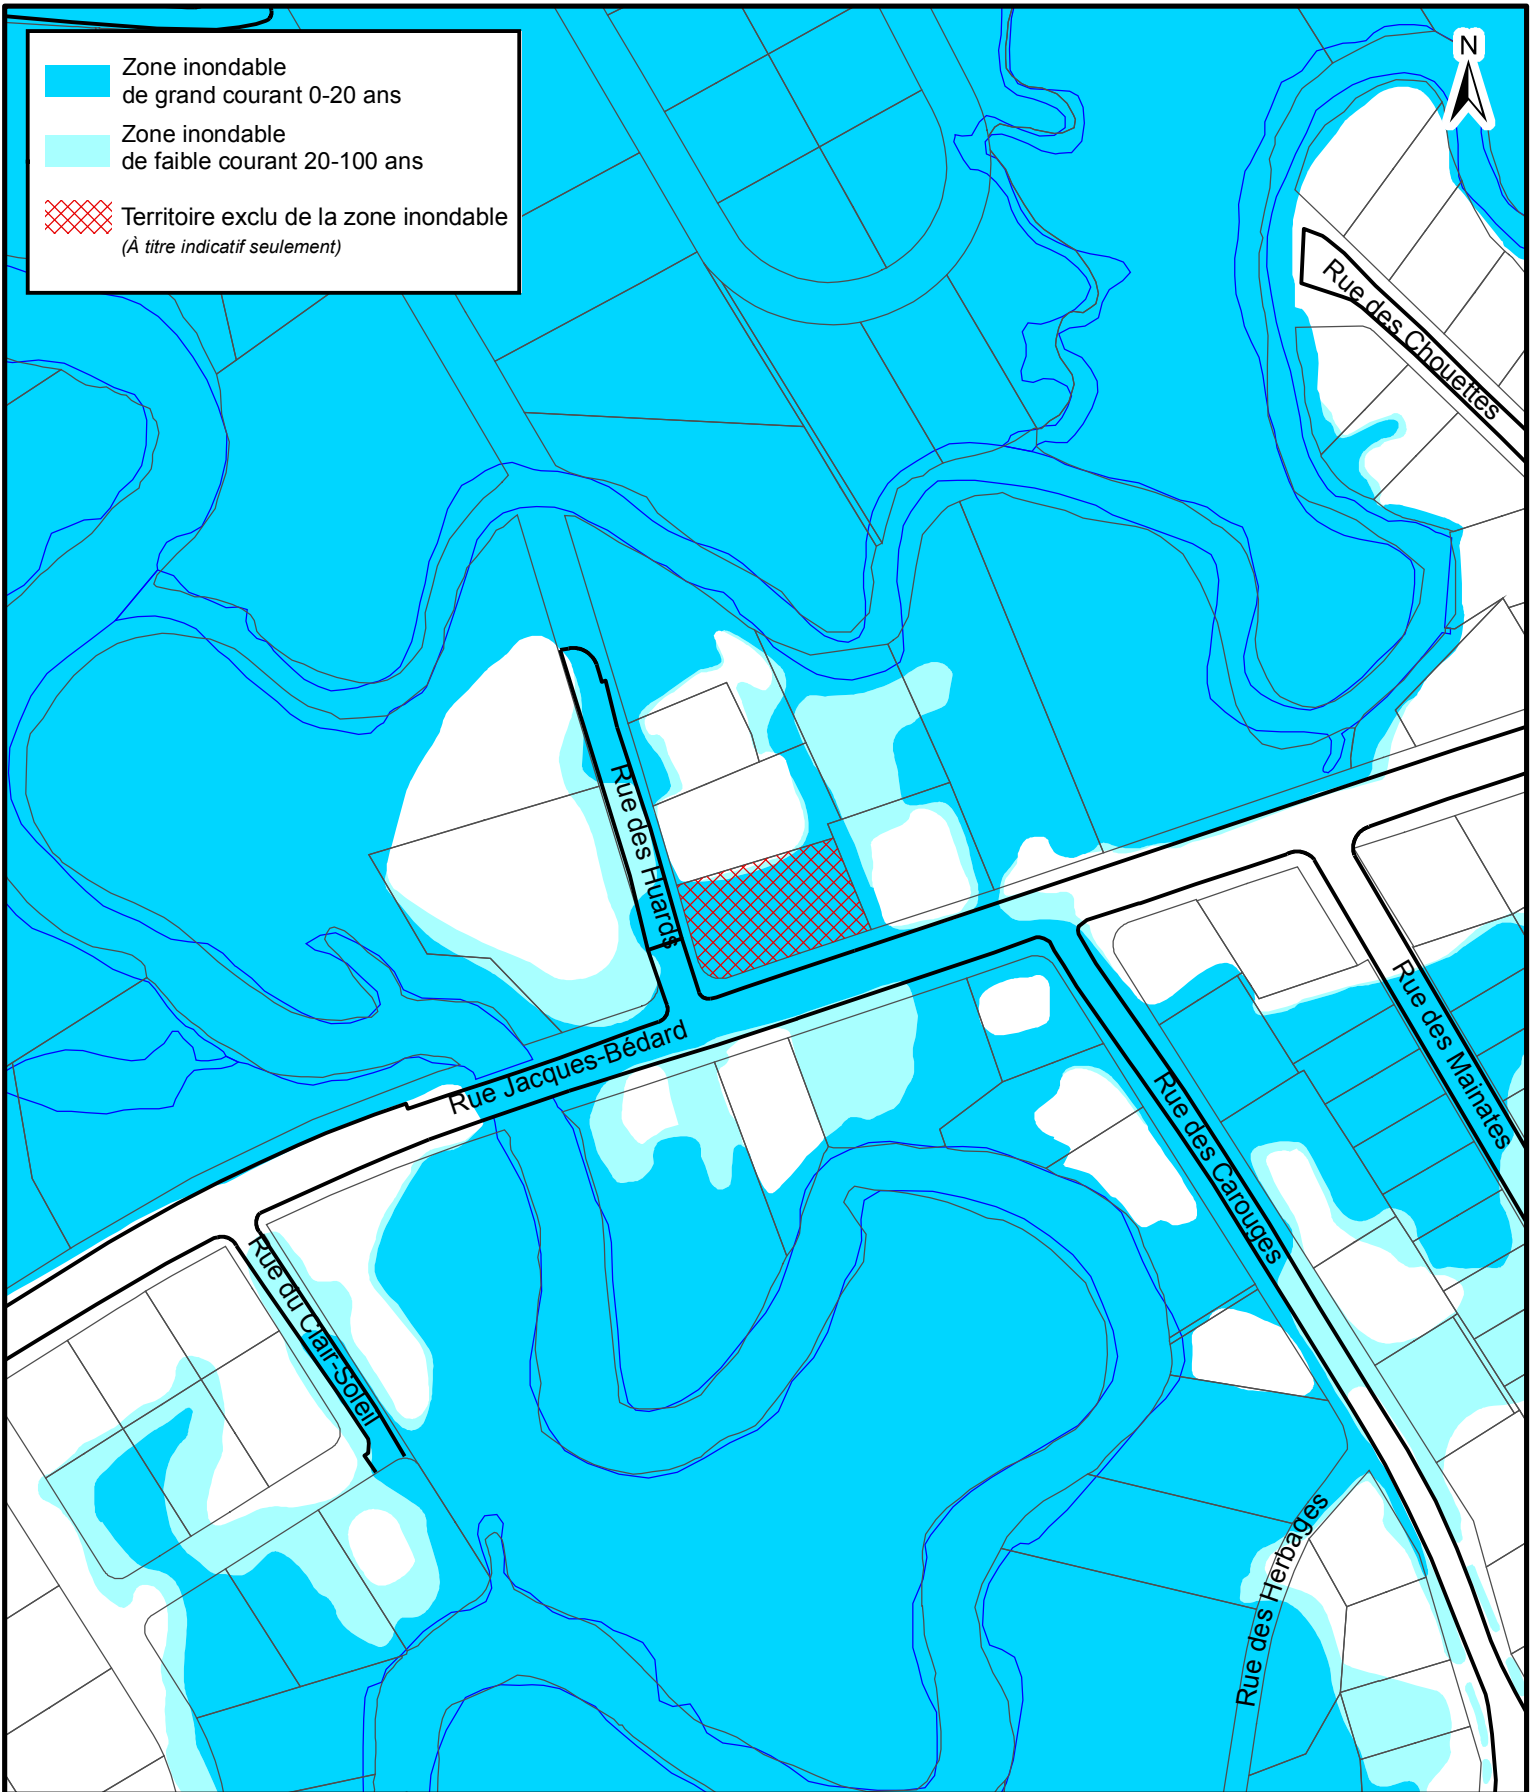 Zone inondable
de grand courant 0-20 ans
Zone inondable
de faible courant 20-100 ans
Territoire exclu de la zone inondable
(À titre indicatif seulement)
N
Rue des Chouettes
Rue des Huards
Rue Jacques-Bédard
Rue des Mainates
Rue des Carouges
Rue du Clair-Soleil
Rue des Herbages